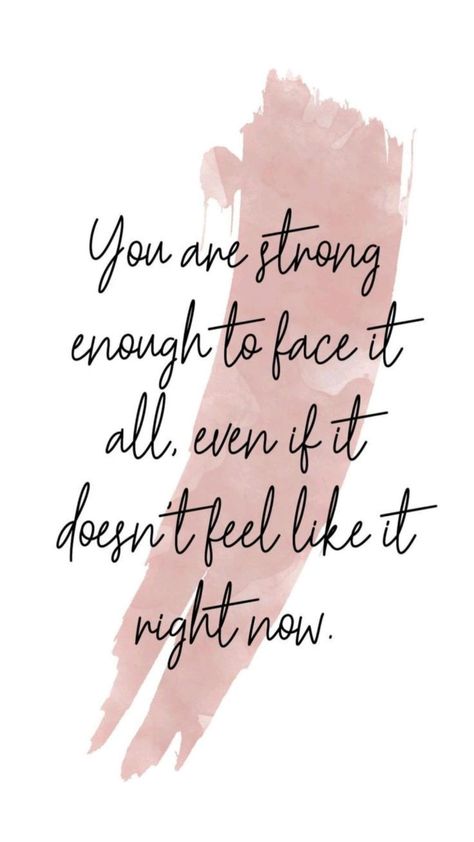 You are strong
enough to face it
all, even if it
doesn't feel like it
right now.